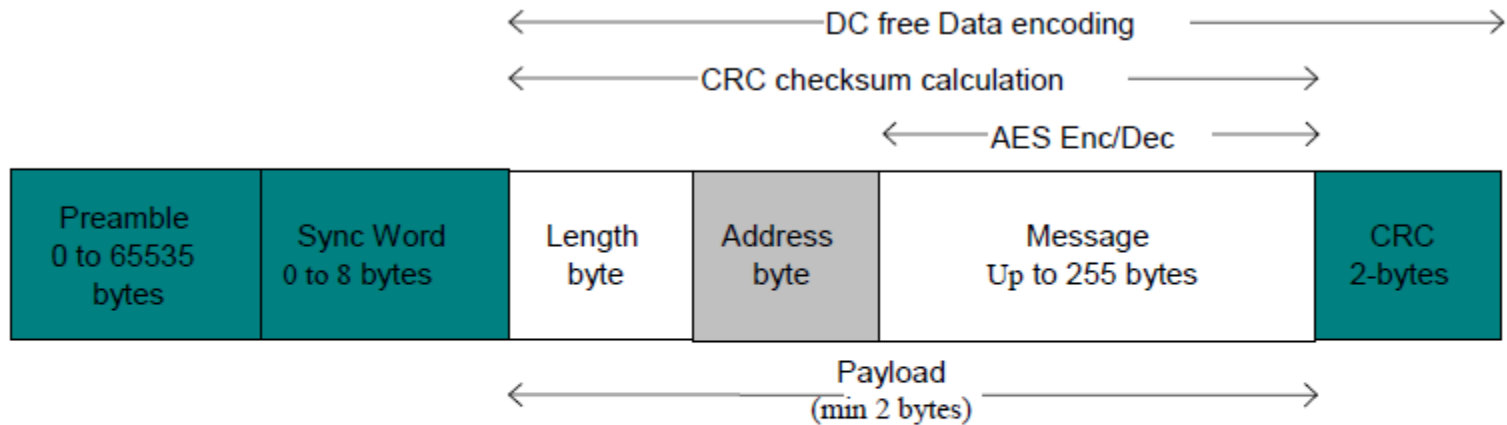 DC free Data encoding
CRC checksum calculation
AES Enc/Dec
Preamble
0 to 65535
bytes
Sync Word
0 to 8 bytes
Length
byte
Address
byte
Message
Up to 255 bytes
CRC
2-bytes
Payload
(min 2 bytes)